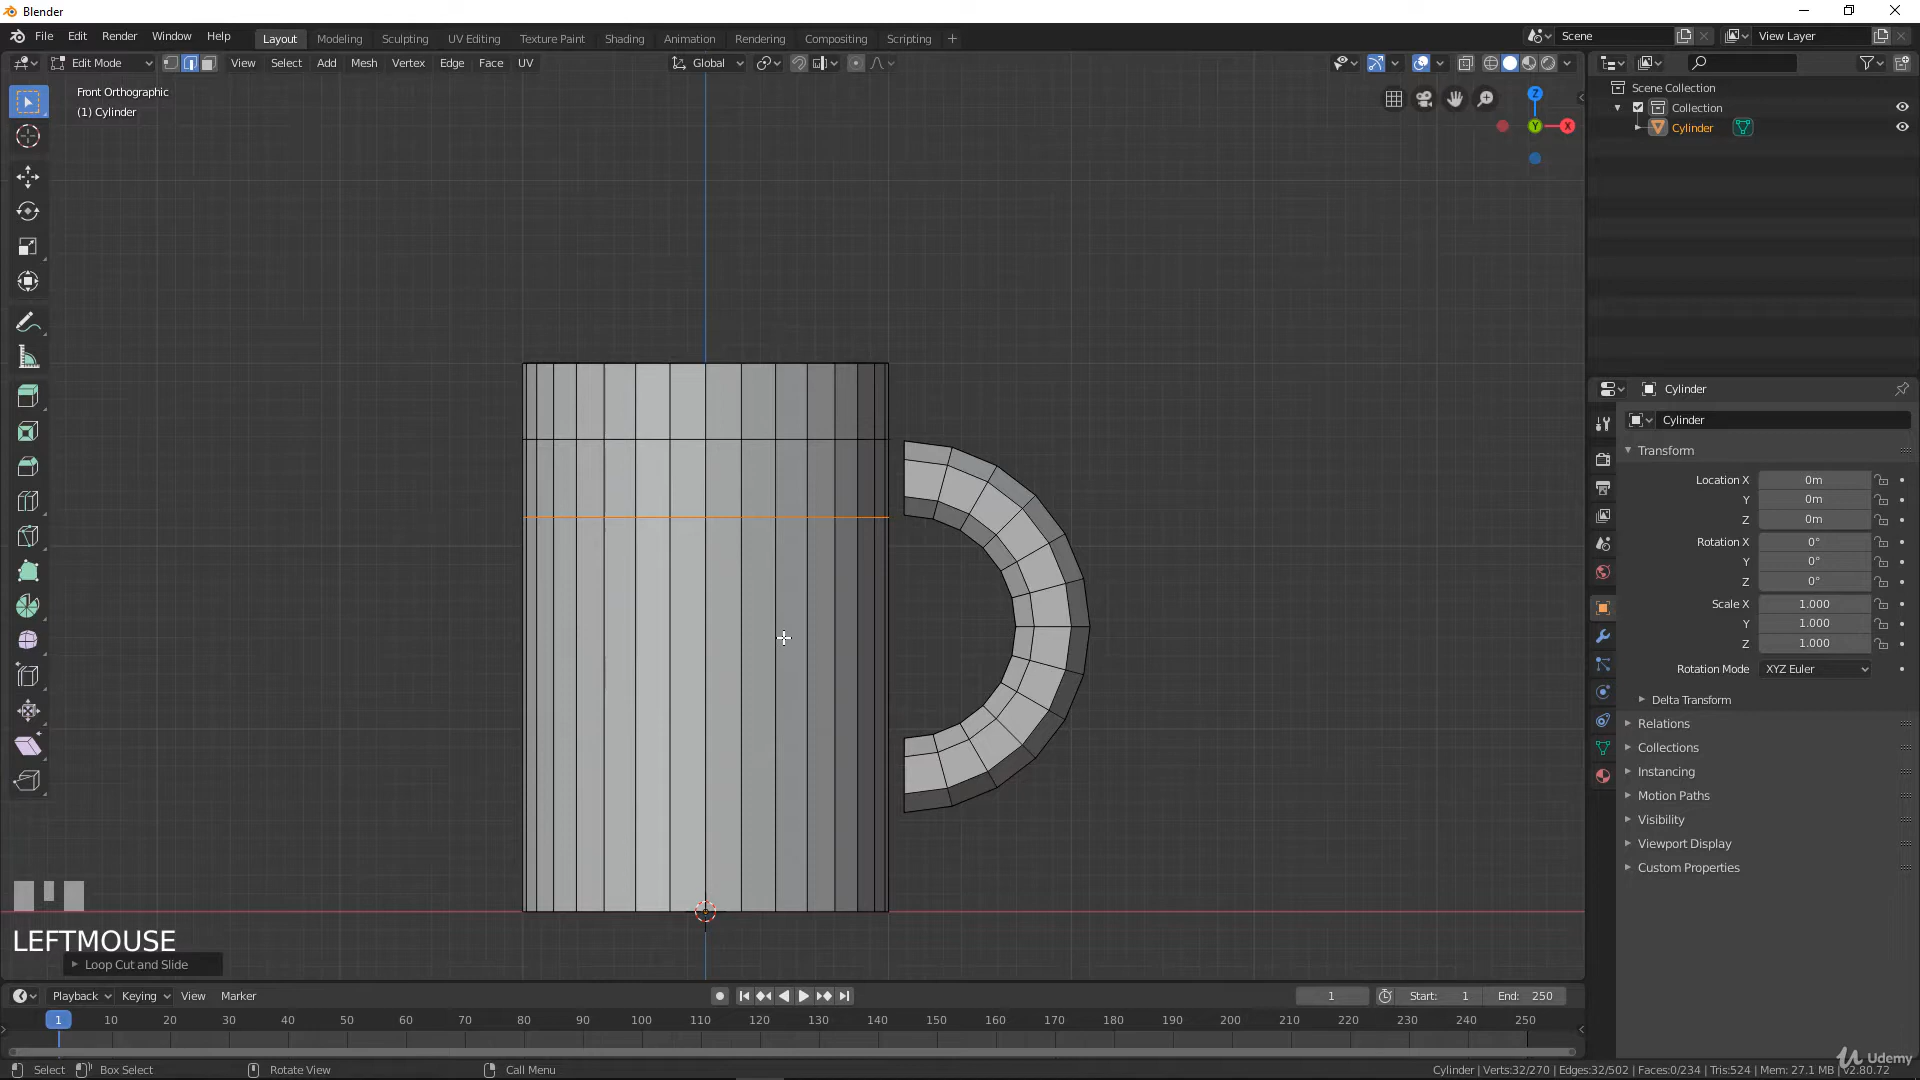 Blender
File Edit Render Window Help
Layout Modeling Sculpting UV Editing Texture Paint Shading Animation Rendering Compositing Scripting +
Scene
View Layer
Edit Mode View Select Add Mesh Vertex Edge Face UV
Global
Front Orthographic
(1) Cylinder
Z
Y
X
Scene Collection
Collection
Cylinder
Cylinder
Cylinder
Transform
Location X 0m
Y 0m
Z 0m
Rotation X 0°
Y 0°
Z 0°
Scale X 1.000
Y 1.000
Z 1.000
Rotation Mode XYZ Euler
Delta Transform
Relations
Collections
Instancing
Motion Paths
Visibility
Viewport Display
Custom Properties
LEFTMOUSE
Loop Cut and Slide
Playback Keying View Marker
1 Start: 1 End: 250
1 10 20 30 40 50 60 70 80 90 100 110 120 130 140 150 160 170 180 190 200 210 220 230 240 250
Select Box Select Rotate View Call Menu
Cylinder | Verts:32/270 | Edges:32/502 | Faces:0/234 | Tris:524 | Mem: 27.1 MB | v2.80.72
Udemy